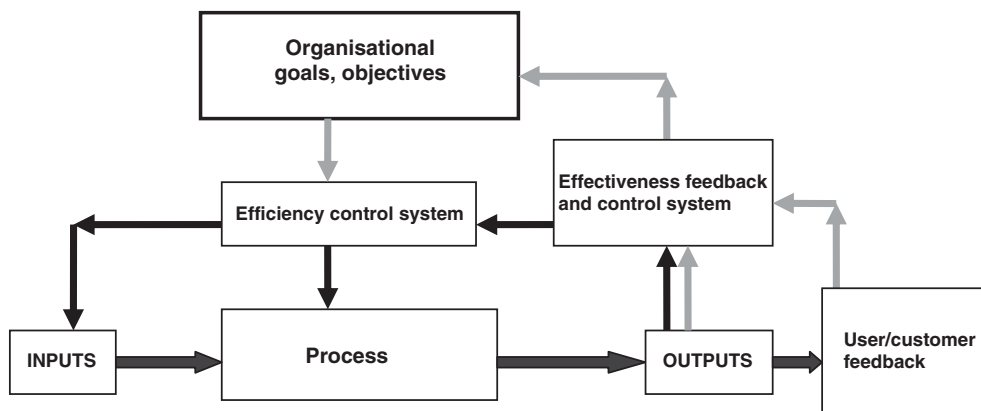 Organisational
goals, objectives
Effectiveness feedback
and control system
Efficiency control system
INPUTS
Process
OUTPUTS
User/customer
feedback